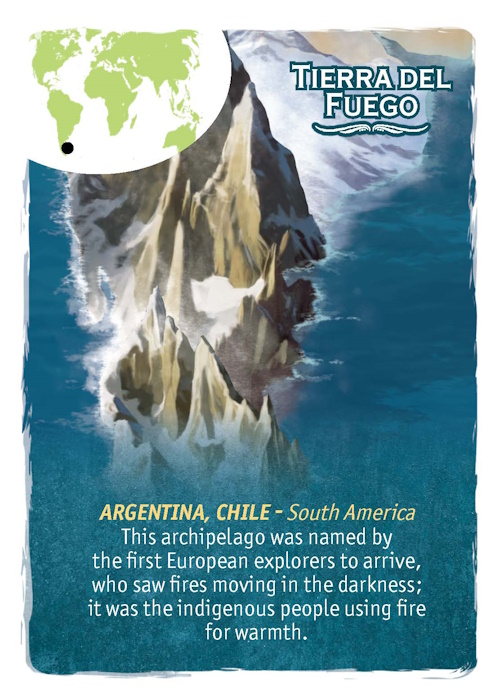 TIERRA DEL
FUEGO
ARGENTINA, CHILE - South America
This archipelago was named by
the first European explorers to arrive,
who saw fires moving in the darkness;
it was the indigenous people using fire
for warmth.